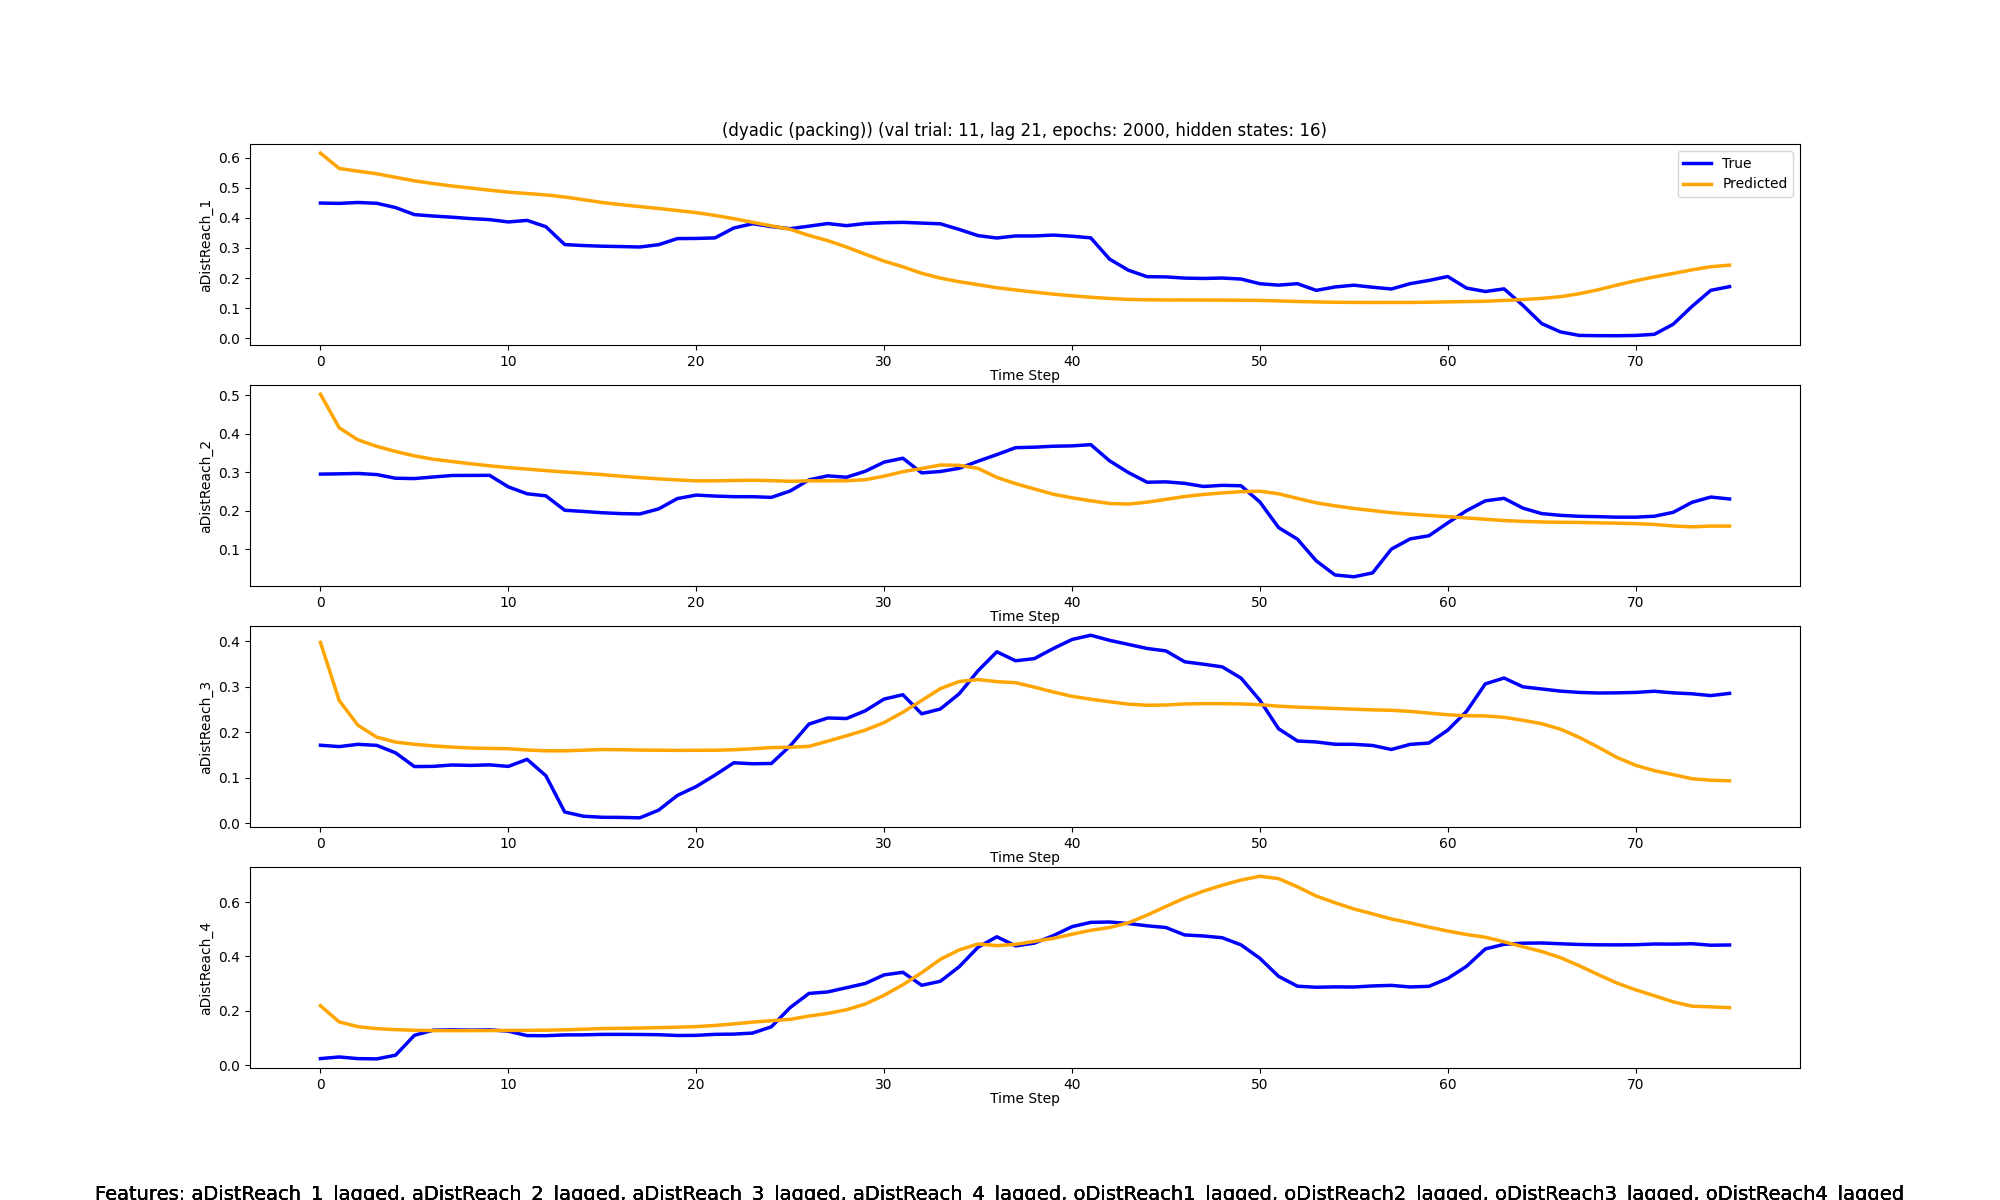 (dyadic (packing)) (val trial: 11, lag 21, epochs: 2000, hidden states: 16)
True
Predicted
aDistReach_1
0.6
0.5
0.4
0.3
0.2
0.1
0.0
0 10 20 30 40 50 60 70
Time Step
aDistReach_2
0.5
0.4
0.3
0.2
0.1
0 10 20 30 40 50 60 70
Time Step
aDistReach_3
0.4
0.3
0.2
0.1
0.0
0 10 20 30 40 50 60 70
Time Step
aDistReach_4
0.6
0.4
0.2
0.0
0 10 20 30 40 50 60 70
Time Step
Features: aDistReach_1_lagged, aDistReach_2_lagged, aDistReach_3_lagged, aDistReach_4_lagged, oDistReach1_lagged, oDistReach2_lagged, oDistReach3_lagged, oDistReach4_lagged